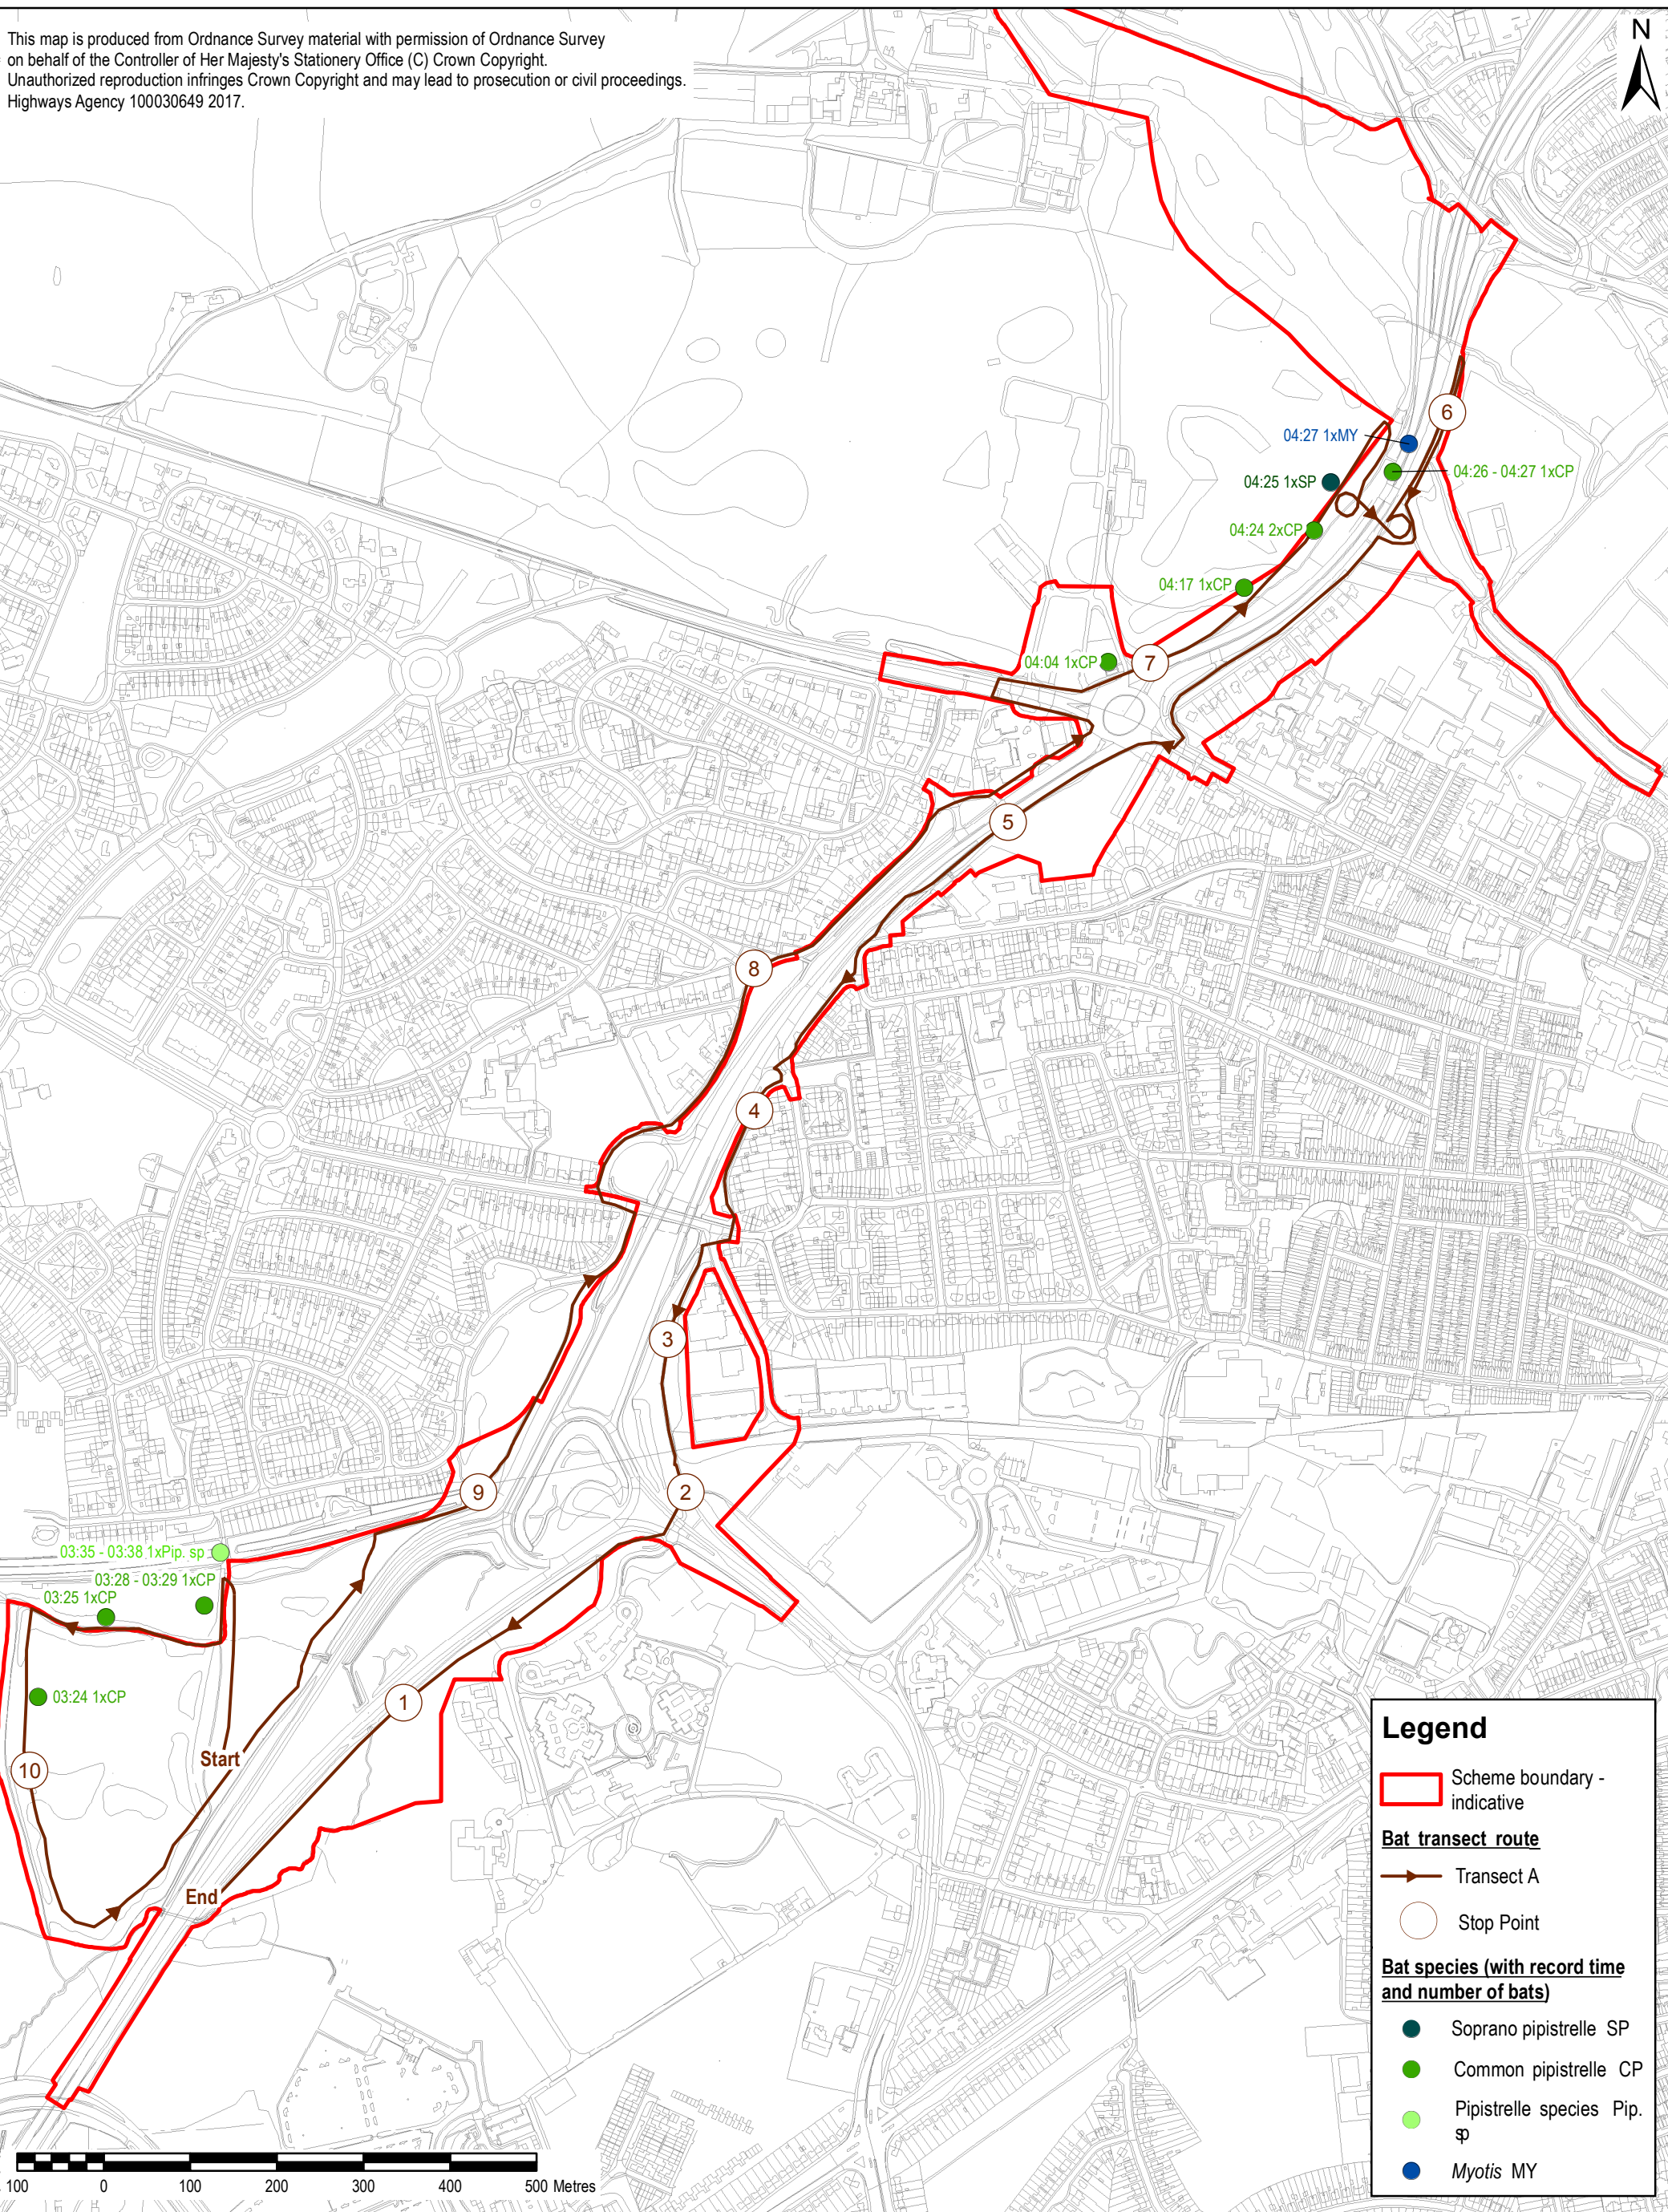 This map is produced from Ordnance Survey material with permission of Ordnance Survey
on behalf of the Controller of Her Majesty's Stationery Office (C) Crown Copyright.
Unauthorized reproduction infringes Crown Copyright and may lead to prosecution or civil proceedings.
Highways Agency 100030649 2017.
N
6
04:27 1xMY
04:26 - 04:27 1xCP
04:25 1xSP
04:24 2xCP
04:17 1xCP
04:04 1xCP
7
5
8
4
3
9
2
03:35 - 03:38 1xPip. sp
03:28 - 03:29 1xCP
03:25 1xCP
03:24 1xCP
1
Start
10
End
Legend
Scheme boundary -
indicative
Bat transect route
Transect A
Stop Point
Bat species (with record time
and number of bats)
Soprano pipistrelle SP
Common pipistrelle CP
Pipistrelle species Pip.
sp
Myotis MY
100 0 100 200 300 400 500 Metres